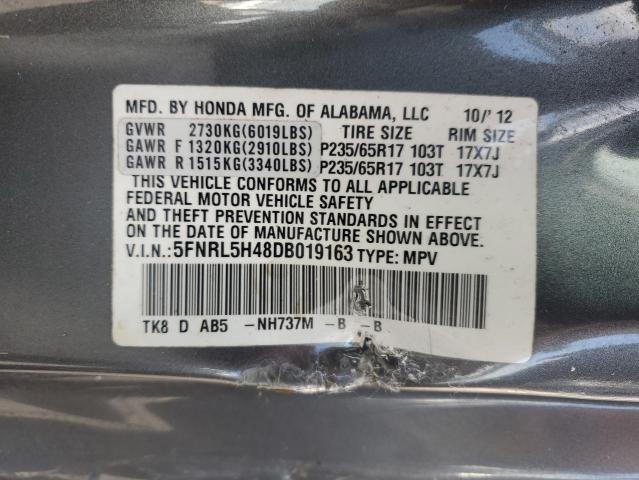 MFD. BY HONDA MFG. OF ALABAMA, LLC 10/'12
GVWR 2730KG(6019LBS) TIRE SIZE RIM SIZE
GAWR F 1320KG(2910LBS) P235/65R17 103T 17X7J
GAWR R 1515KG(3340LBS) P235/65R17 103T 17X7J
THIS VEHICLE CONFORMS TO ALL APPLICABLE
FEDERAL MOTOR VEHICLE SAFETY
AND THEFT PREVENTION STANDARDS IN EFFECT
ON THE DATE OF MANUFACTURE SHOWN ABOVE.
V.I.N.:5FNRL5H48DB019163 TYPE: MPV
TK8 D AB5 -NH737M -B -B